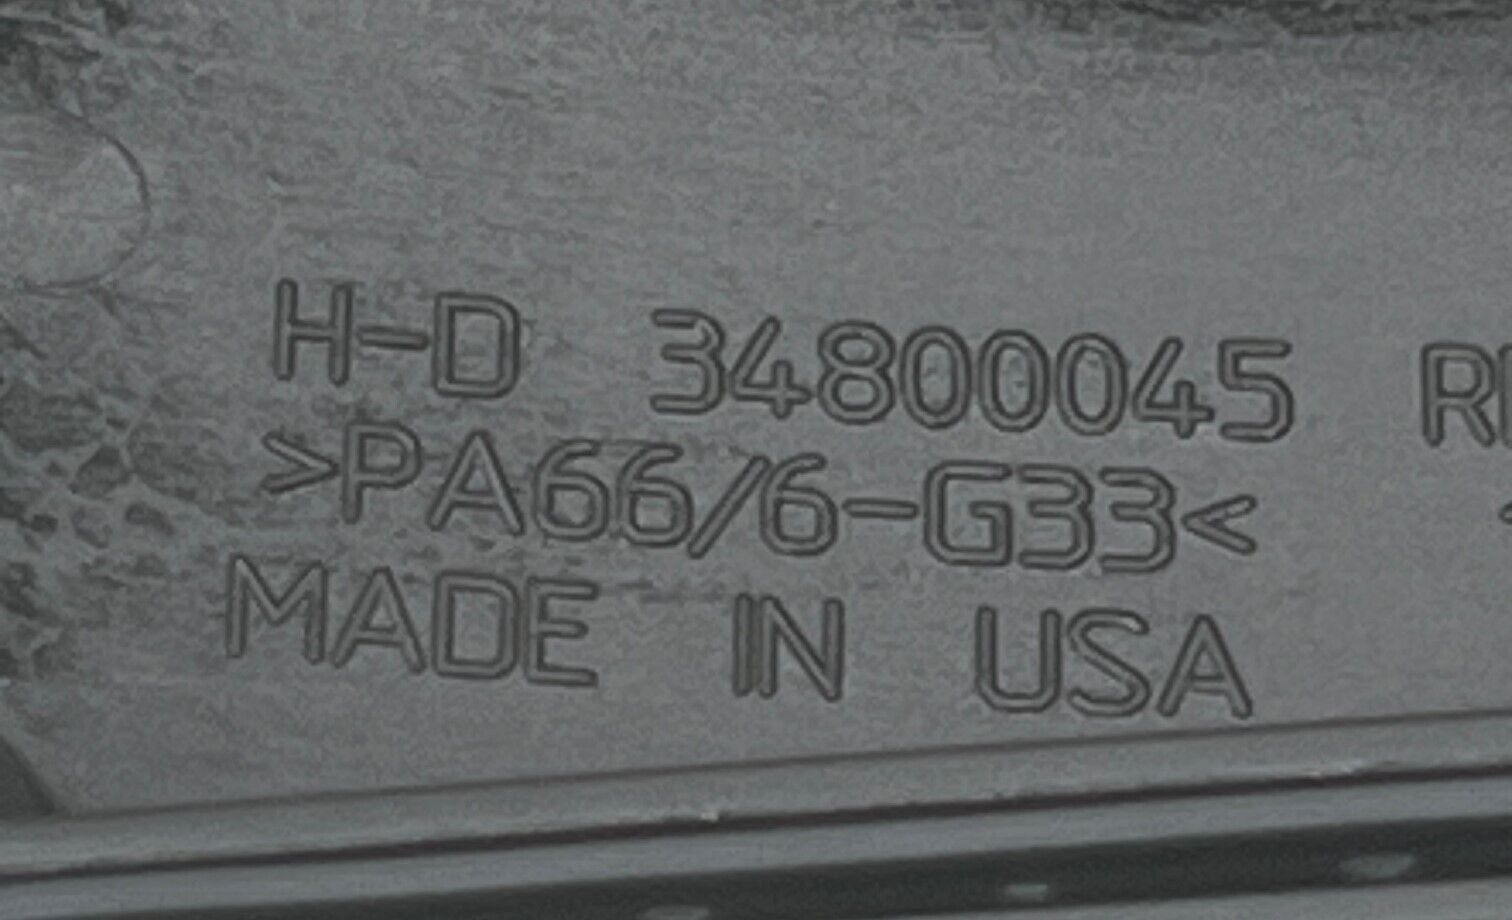 H-D 34800045
>PA66/6-G33<
MADE IN USA